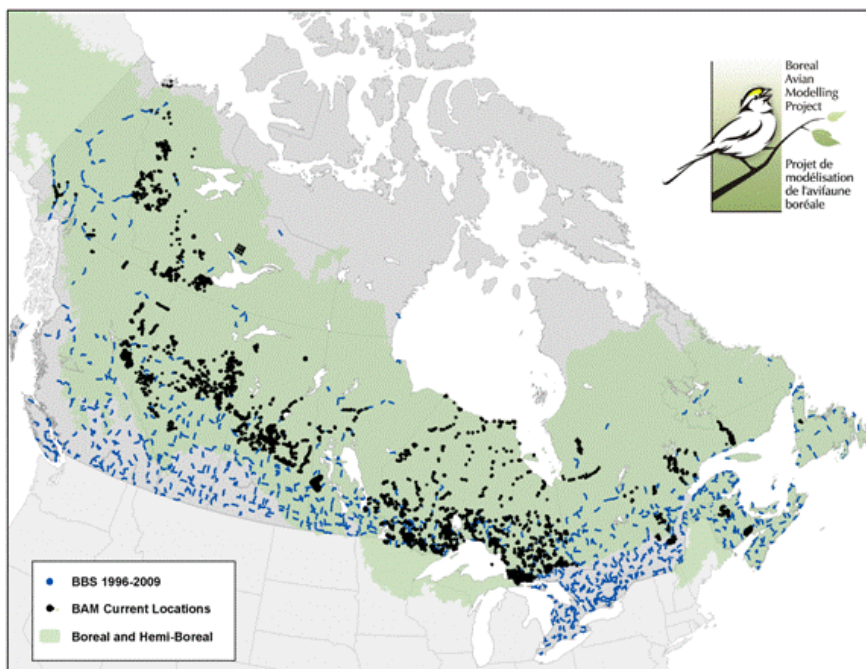 Boreal
Avian
Modelling
Project
Projet de
modélisation
de l'avifaune
boréale
BBS 1996-2009
BAM Current Locations
Boreal and Hemi-Boreal